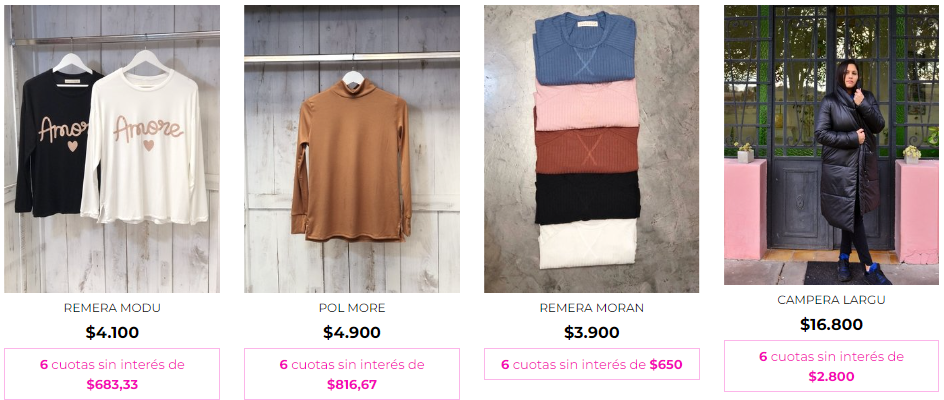 Amore
Amore
REMERA MODU
$4.100
6 cuotas sin interés de
$683,33
POL MORE
$4.900
6 cuotas sin interés de
$816,67
REMERA MORAN
$3.900
6 cuotas sin interés de $650
CAMPERA LARGU
$16.800
6 cuotas sin interés de
$2.800